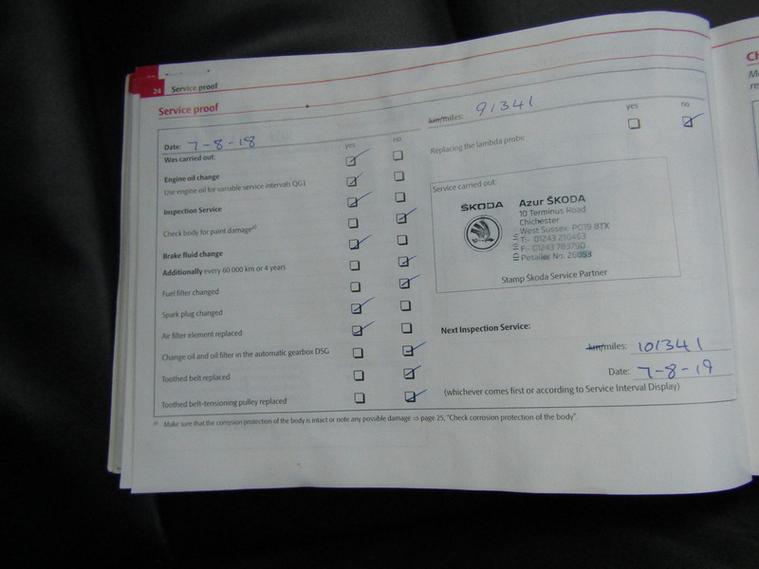 24 Service proof
Service proof
Date: 7-8-18
yes no
Was carried out:
Engine oil change
Use engine oil for variable service intervals QG1
Inspection Service
Check body for paint damage a)
Brake fluid change
Additionally every 60 000 km or 4 years
Fuel filter changed
Spark plug changed
Air filter element replaced
Change oil and oil filter in the automatic gearbox DSG
Toothed belt replaced
Toothed belt-tensioning pulley replaced
km/miles: 91341
yes no
Replacing the lambda probe
Service carried out:
ŠKODA Azur ŠKODA
10 Terminus Road
Chichester
West Sussex PO19 8TX
T:- 01243
F:- 01243 783790
Retailer No. 26053
Stamp Škoda Service Partner
Next Inspection Service:
km/miles: 101341
Date: 7-8-19
(whichever comes first or according to Service Interval Display)
a) Make sure that the corrosion protection of the body is intact or note any possible damage ⇒ page 25, "Check corrosion protection of the body".